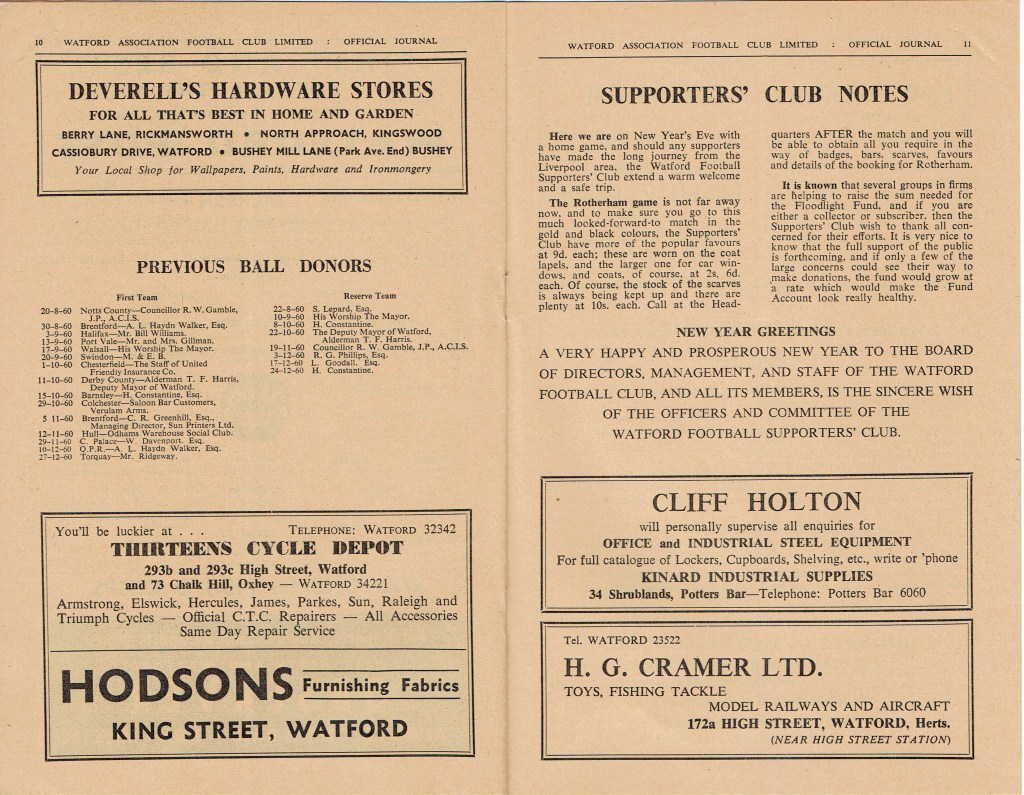 10 WATFORD ASSOCIATION FOOTBALL CLUB LIMITED : OFFICIAL JOURNAL
DEVERELL'S HARDWARE STORES
FOR ALL THAT'S BEST IN HOME AND GARDEN
BERRY LANE, RICKMANSWORTH • NORTH APPROACH, KINGSWOOD
CASSIOBURY DRIVE, WATFORD • BUSHEY MILL LANE (Park Ave. End) BUSHEY
Your Local Shop for Wallpapers, Paints, Hardware and Ironmongery
PREVIOUS BALL DONORS
First Team
20-8-60 Notts County—Councillor R. W. Gamble,
J.P., A.C.I.S.
30-8-60 Brentford—A. L. Haydn Walker, Esq.
3-9-60 Halifax—Mr. Bill Williams.
13-9-60 Port Vale—Mr. and Mrs. Gillman.
17-9-60 Walsall—His Worship The Mayor.
20-9-60 Swindon—M. & E. B.
1-10-60 Chesterfield—The Staff of United
Friendly Insurance Co.
11-10-60 Derby County—Alderman T. F. Harris,
Deputy Mayor of Watford.
15-10-60 Barnsley—H. Constantine, Esq.
29-10-60 Colchester—Saloon Bar Customers,
Verulam Arms.
5 11-60 Brentford—C. R. Greenhill, Esq.,
Managing Director, Sun Printers Ltd.
12-11-60 Hull—Odhams Warehouse Social Club.
29-11-60 C. Palace—W. Davenport. Esq.
10-12-60 Q.P.R.—A. L. Haydn Walker, Esq.
27-12-60 Torquay—Mr. Ridgeway.
Reserve Team
22-8-60 S. Lepard, Esq.
10-9-60 His Worship The Mayor.
8-10-60 H. Constantine.
22-10-60 The Deputy Mayor of Watford,
Alderman T. F. Harris.
19-11-60 Councillor R. W. Gamble, J.P., A.C.I.S.
3-12-60 R. G. Phillips, Esq.
17-12-60 L. Goodall, Esq.
24-12-60 H. Constantine.
You'll be luckier at . . . TELEPHONE: WATFORD 32342
THIRTEENS CYCLE DEPOT
293b and 293c High Street, Watford
and 73 Chalk Hill, Oxhey — WATFORD 34221
Armstrong, Elswick, Hercules, James, Parkes, Sun, Raleigh and
Triumph Cycles — Official C.T.C. Repairers — All Accessories
Same Day Repair Service
HODSONS Furnishing Fabrics
KING STREET, WATFORD
WATFORD ASSOCIATION FOOTBALL CLUB LIMITED : OFFICIAL JOURNAL 11
SUPPORTERS' CLUB NOTES
Here we are on New Year's Eve with
a home game, and should any supporters
have made the long journey from the
Liverpool area, the Watford Football
Supporters' Club extend a warm welcome
and a safe trip.
The Rotherham game is not far away
now, and to make sure you go to this
much looked-forward-to match in the
gold and black colours, the Supporters'
Club have more of the popular favours
at 9d. each; these are worn on the coat
lapels, and the larger one for car win-
dows, and coats, of course, at 2s. 6d.
each. Of course, the stock of the scarves
is always being kept up and there are
plenty at 10s. each. Call at the Head-
quarters AFTER the match and you will
be able to obtain all you require in the
way of badges, bars, scarves, favours
and details of the booking for Rotherham.
It is known that several groups in firms
are helping to raise the sum needed for
the Floodlight Fund, and if you are
either a collector or subscriber, then the
Supporters' Club wish to thank all con-
cerned for their efforts. It is very nice to
know that the full support of the public
is forthcoming, and if only a few of the
large concerns could see their way to
make donations, the fund would grow at
a rate which would make the Fund
Account look really healthy.
NEW YEAR GREETINGS
A VERY HAPPY AND PROSPEROUS NEW YEAR TO THE BOARD
OF DIRECTORS, MANAGEMENT, AND STAFF OF THE WATFORD
FOOTBALL CLUB, AND ALL ITS MEMBERS, IS THE SINCERE WISH
OF THE OFFICERS AND COMMITTEE OF THE
WATFORD FOOTBALL SUPPORTERS' CLUB.
CLIFF HOLTON
will personally supervise all enquiries for
OFFICE and INDUSTRIAL STEEL EQUIPMENT
For full catalogue of Lockers, Cupboards, Shelving, etc., write or 'phone
KINARD INDUSTRIAL SUPPLIES
34 Shrublands, Potters Bar—Telephone: Potters Bar 6060
Tel. WATFORD 23522
H. G. CRAMER LTD.
TOYS, FISHING TACKLE
MODEL RAILWAYS AND AIRCRAFT
172a HIGH STREET, WATFORD, Herts.
(NEAR HIGH STREET STATION)